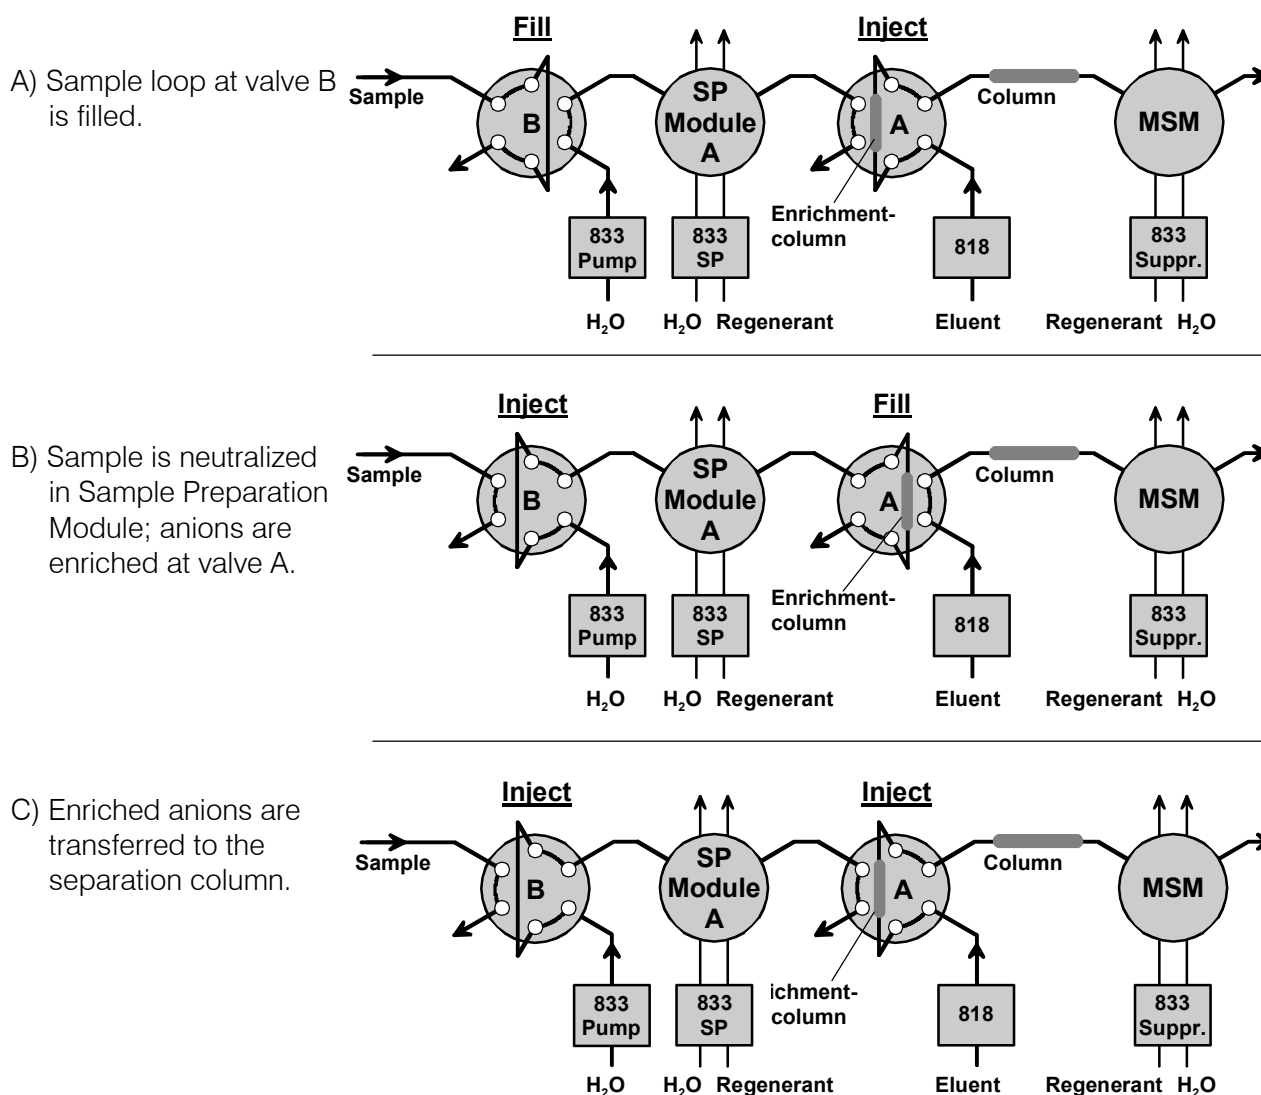 Fill
Inject
A) Sample loop at valve B
is filled.
Sample
B
SP
Module
A
A
Column
MSM
Enrichment-
column
833
Pump
833
SP
818
833
Suppr.
H₂O
H₂O Regenerant
Eluent
Regenerant H₂O
Inject
Fill
B) Sample is neutralized
in Sample Preparation
Module; anions are
enriched at valve A.
Sample
B
SP
Module
A
A
Column
MSM
Enrichment-
column
833
Pump
833
SP
818
833
Suppr.
H₂O
H₂O Regenerant
Eluent
Regenerant H₂O
Inject
Inject
C) Enriched anions are
transferred to the
separation column.
Sample
B
SP
Module
A
A
Column
MSM
ichment-
column
833
Pump
833
SP
818
833
Suppr.
H₂O
H₂O Regenerant
Eluent
Regenerant H₂O